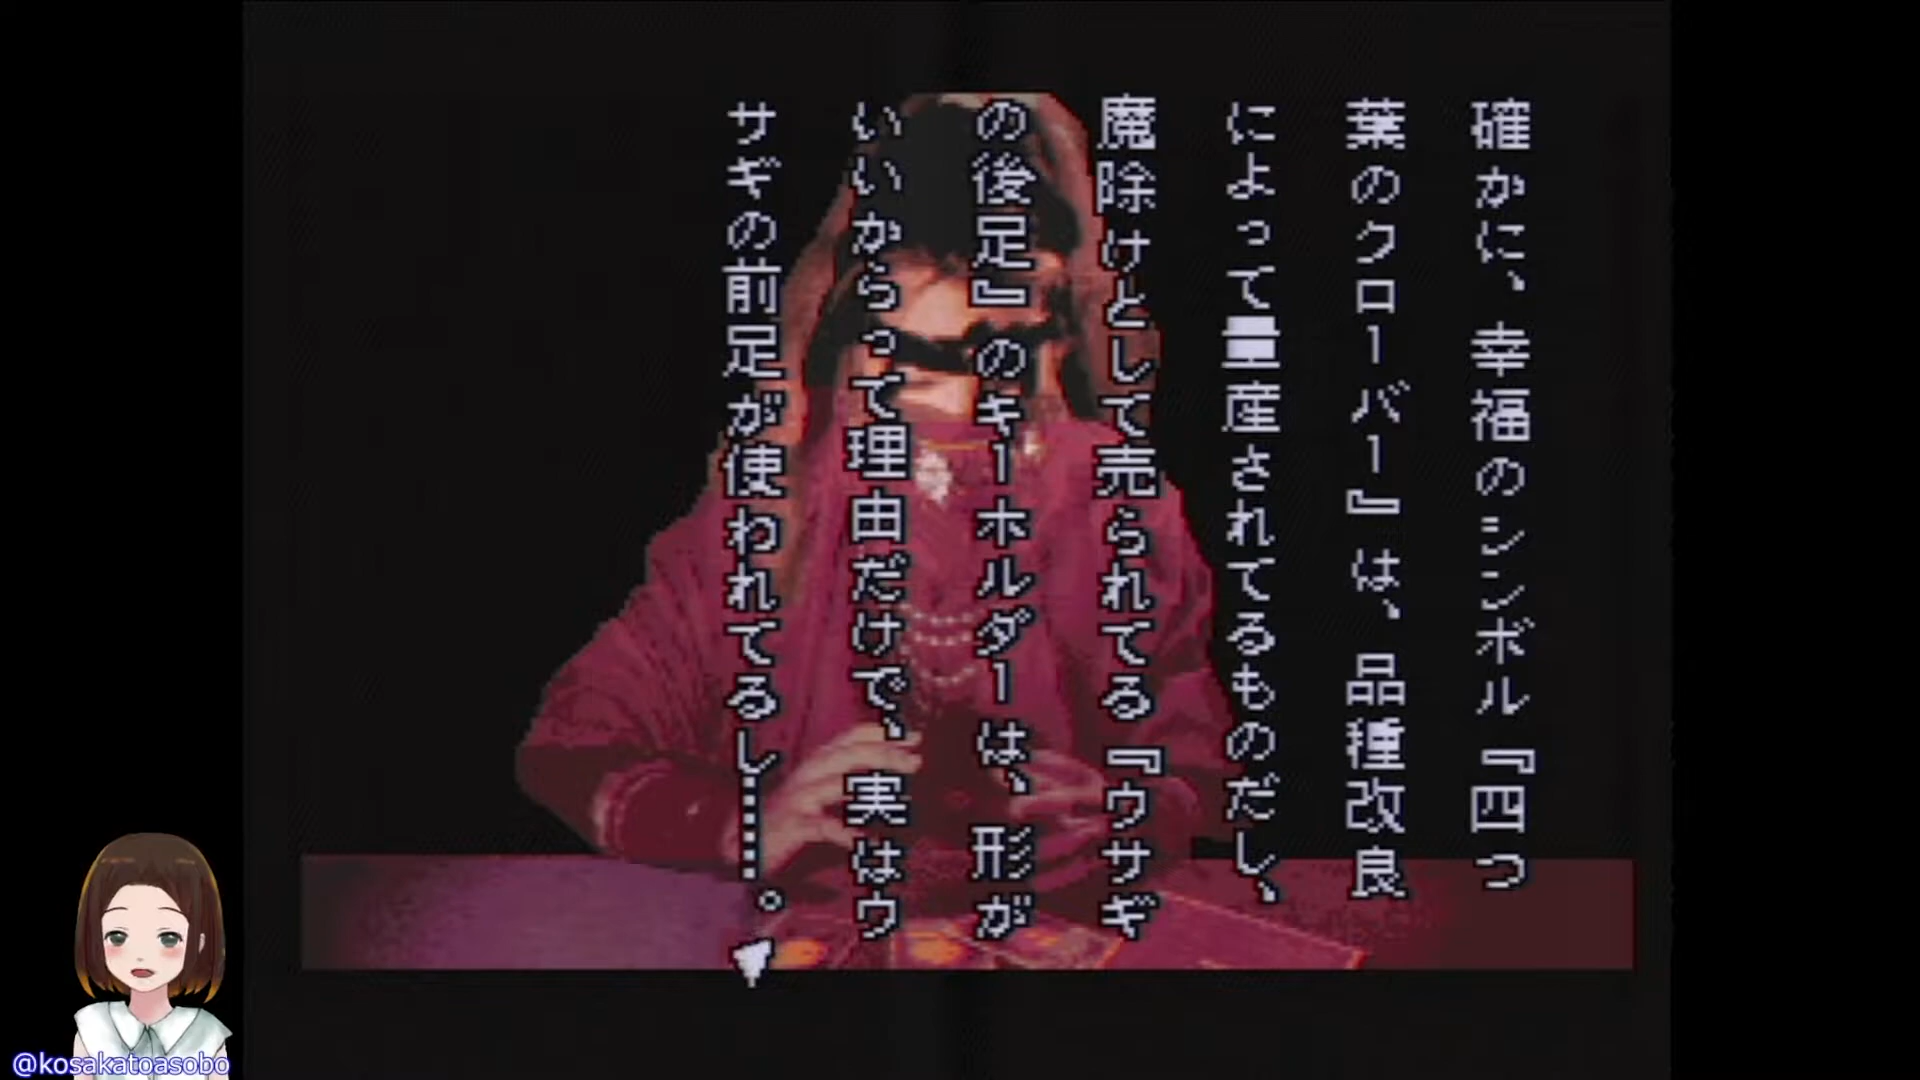 確かに、幸福のシンボル『四つ
葉のクローバー』は、品種改良
によって量産されてるものだし、
魔除けとして売られてる『ウサギ
の後足』のキーホルダーは、形が
いいからって理由だけで、実はウ
サギの前足が使われてるし……。
@kosakatoasobo